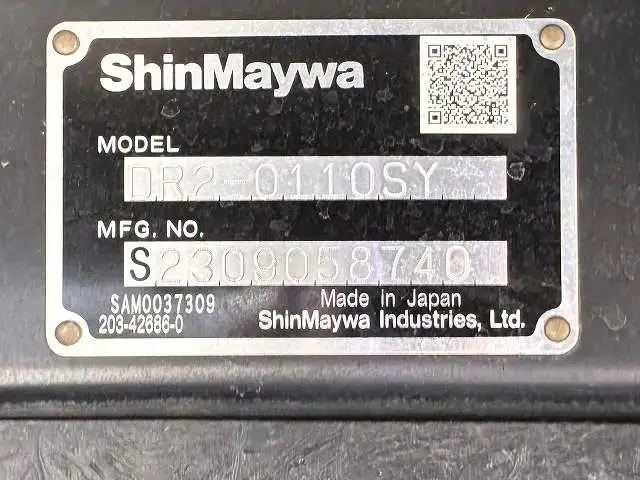 ShinMaywa
MODEL
DR2-0110SY
MFG. NO.
S2309058740
SAM0037309
Made in Japan
203-42686-0
ShinMaywa Industries, Ltd.